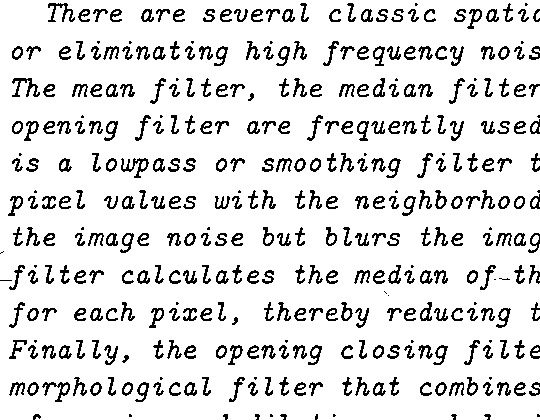 There are several classic spatia
or eliminating high frequency nois
The mean filter, the median filter
opening filter are frequently used
is a lowpass or smoothing filter t
pixel values with the neighborhood
the image noise but blurs the imag
filter calculates the median of th
for each pixel, thereby reducing t
Finally, the opening closing filte
morphological filter that combines